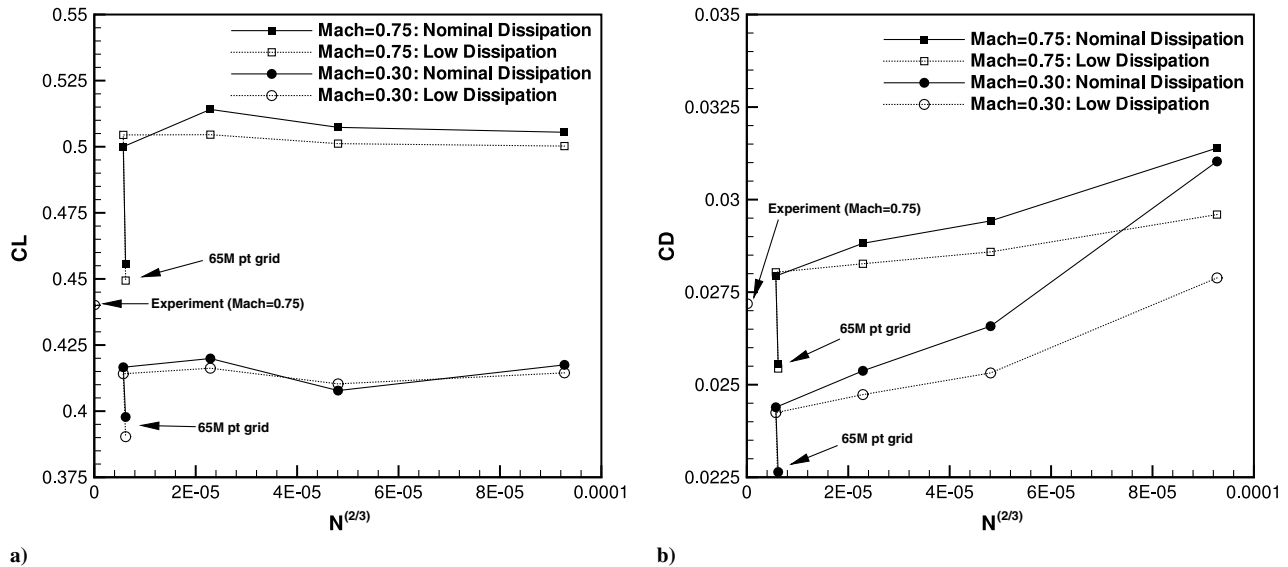 0.55
0.525
0.5
0.475
0.45
0.425
0.4
0.375
CL
Mach=0.75: Nominal Dissipation
Mach=0.75: Low Dissipation
Mach=0.30: Nominal Dissipation
Mach=0.30: Low Dissipation
65M pt grid
Experiment (Mach=0.75)
65M pt grid
0 2E-05 4E-05 6E-05 8E-05 0.0001
N(2/3)
a)
0.035
0.0325
0.03
0.0275
0.025
0.0225
CD
Mach=0.75: Nominal Dissipation
Mach=0.75: Low Dissipation
Mach=0.30: Nominal Dissipation
Mach=0.30: Low Dissipation
Experiment (Mach=0.75)
65M pt grid
65M pt grid
0 2E-05 4E-05 6E-05 8E-05 0.0001
N(2/3)
b)